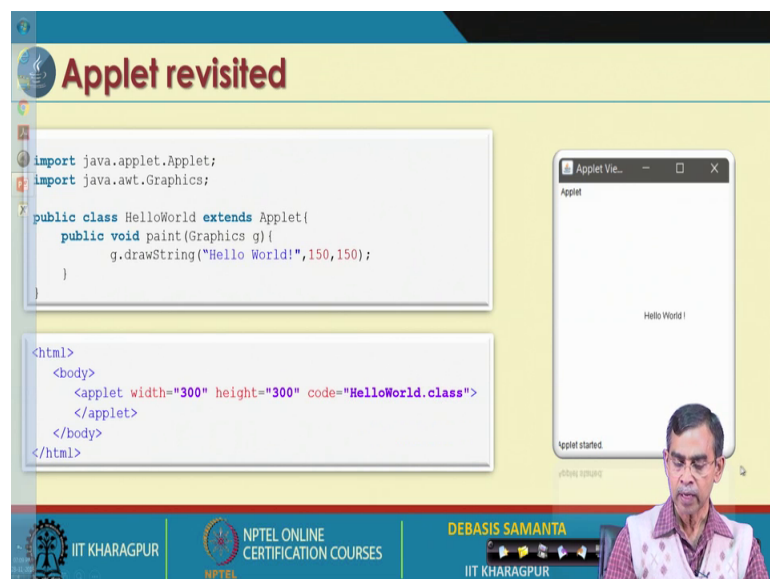 Applet revisited
import java.applet.Applet;
import java.awt.Graphics;
public class HelloWorld extends Applet{
public void paint(Graphics g){
g.drawString("Hello World!",150,150);
}
}
<html>
<body>
<applet width="300" height="300" code="HelloWorld.class">
</applet>
</body>
</html>
Applet Vie...
Applet
Hello World !
Applet started.
IIT KHARAGPUR
NPTEL
NPTEL ONLINE
CERTIFICATION COURSES
DEBASIS SAMANTA
IIT KHARAGPUR